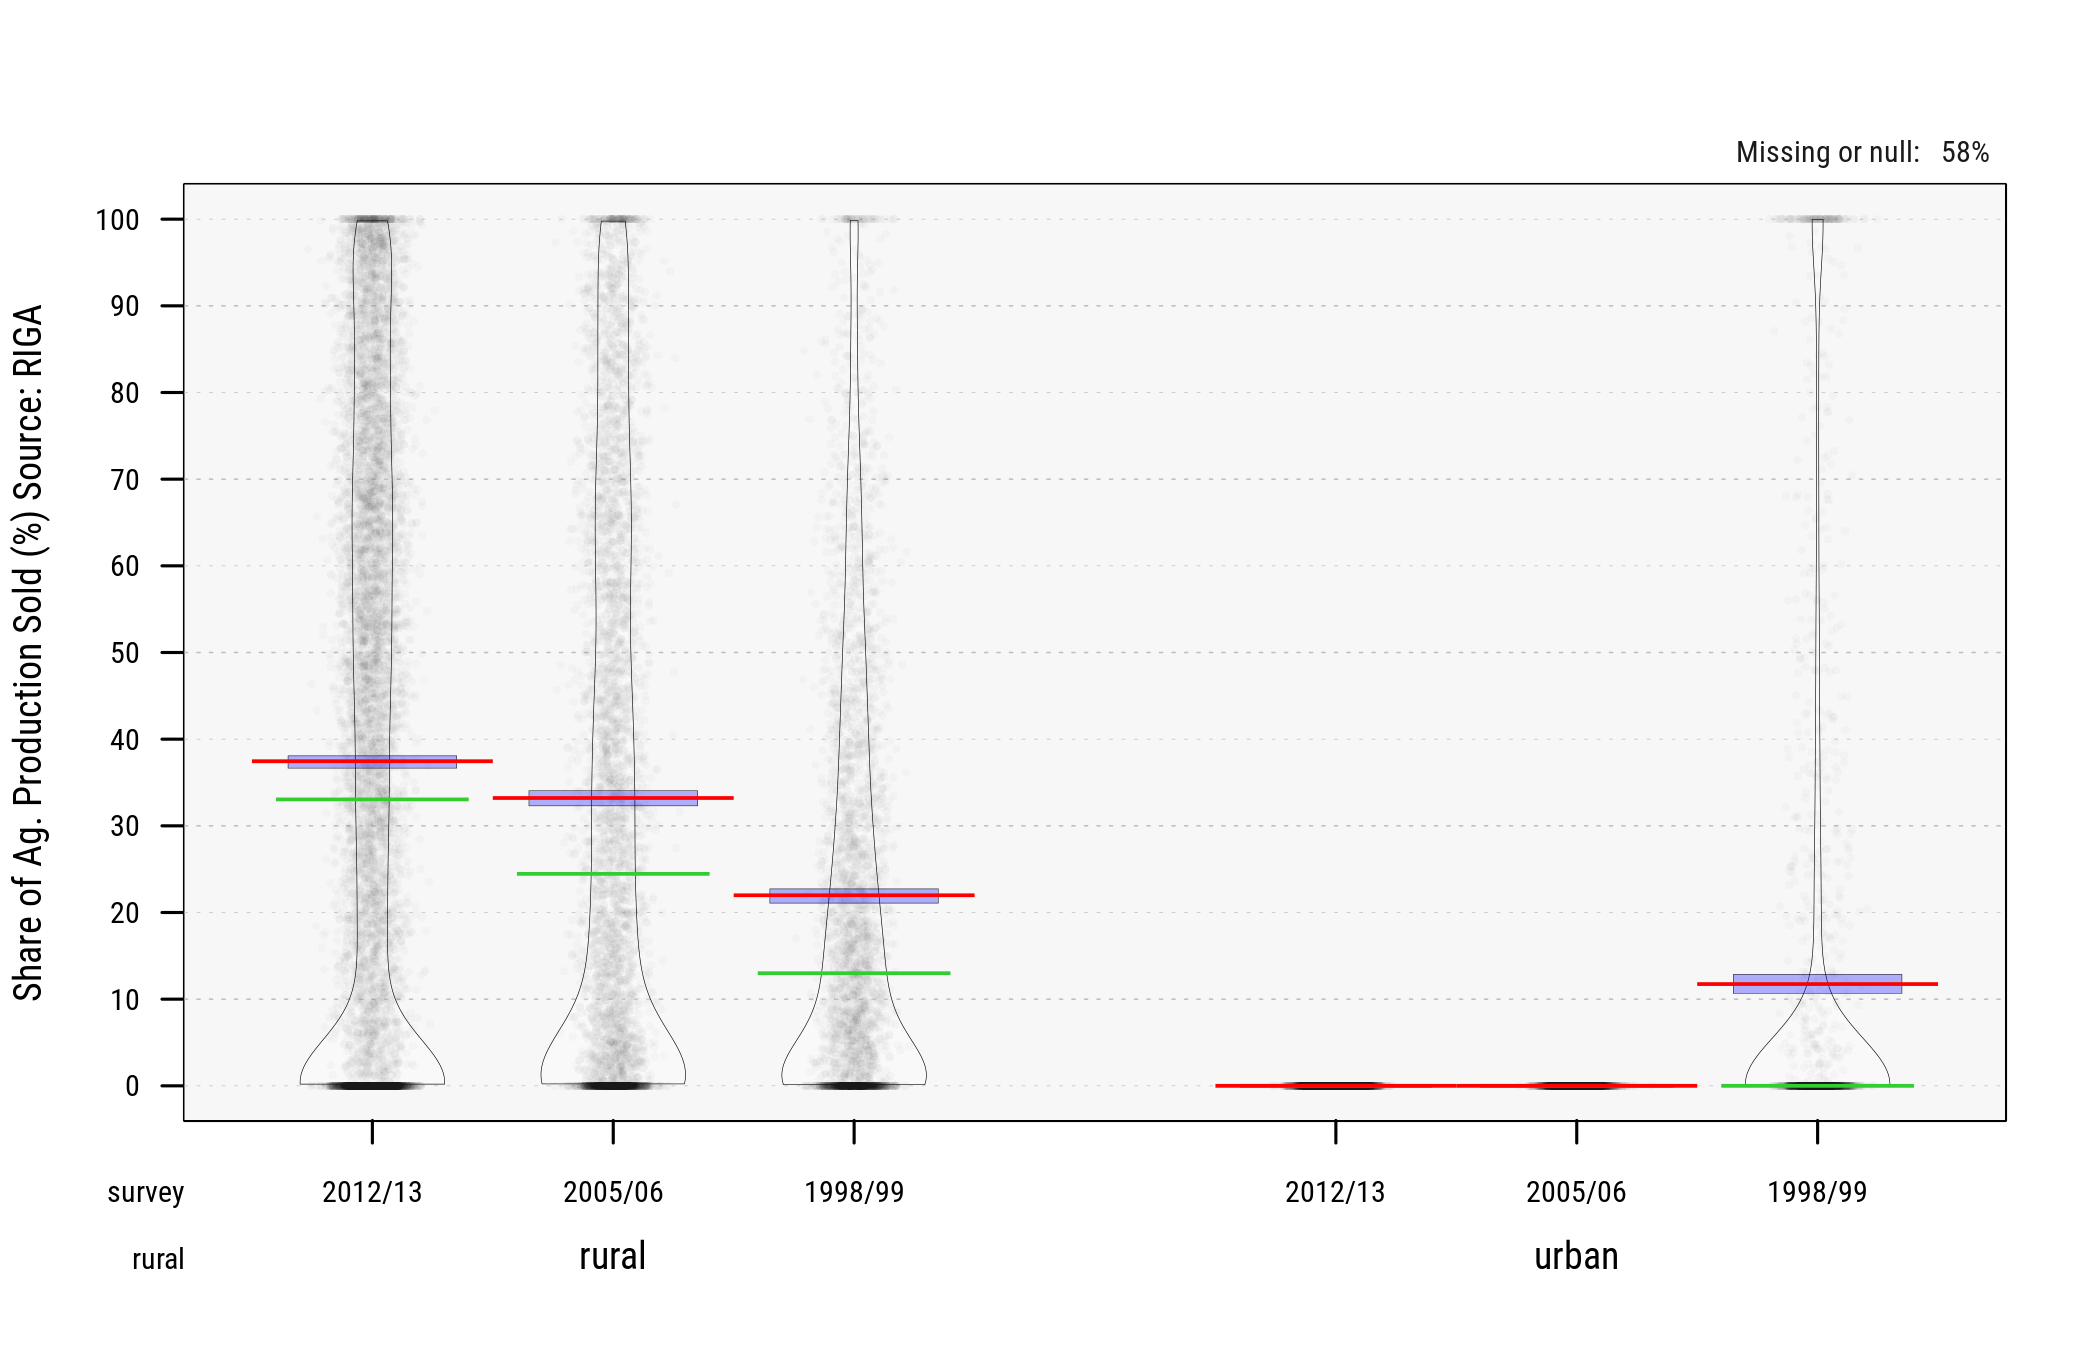 Missing or null: 58%
Share of Ag. Production Sold (%) Source: RIGA
100
90
80
70
60
50
40
30
20
10
0
survey 2012/13 2005/06 1998/99 2012/13 2005/06 1998/99
rural rural urban